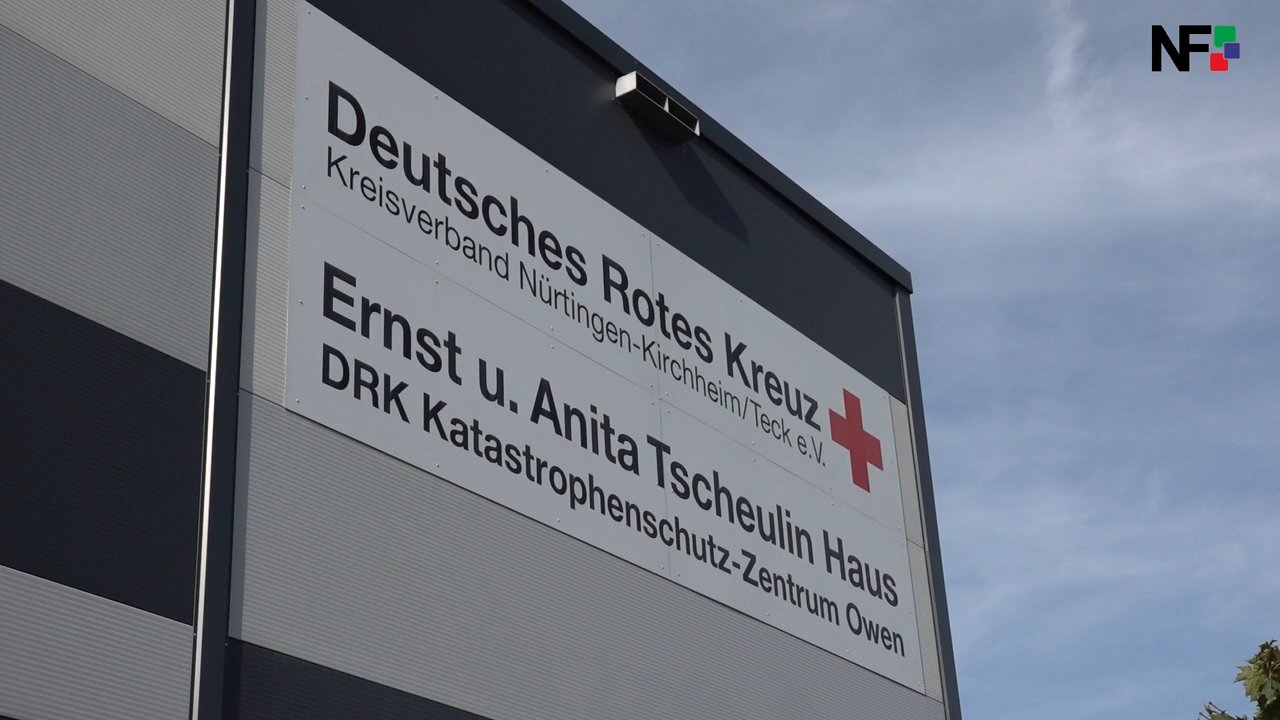 NF
Deutsches Rotes Kreuz
Kreisverband Nürtingen-Kirchheim/Teck e.V.
Ernst u. Anita Tscheulin Haus
DRK Katastrophenschutz-Zentrum Owen